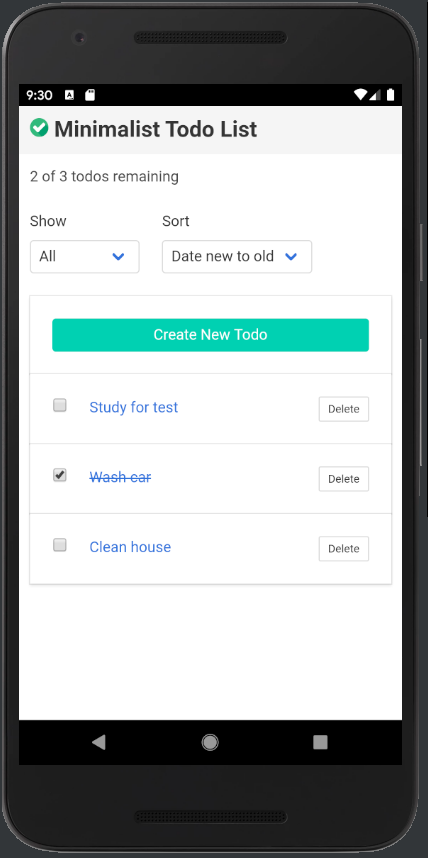 9:30
A
Minimalist Todo List
2 of 3 todos remaining
Show Sort
All Date new to old
Create New Todo
Study for test Delete
Wash car Delete
Clean house Delete